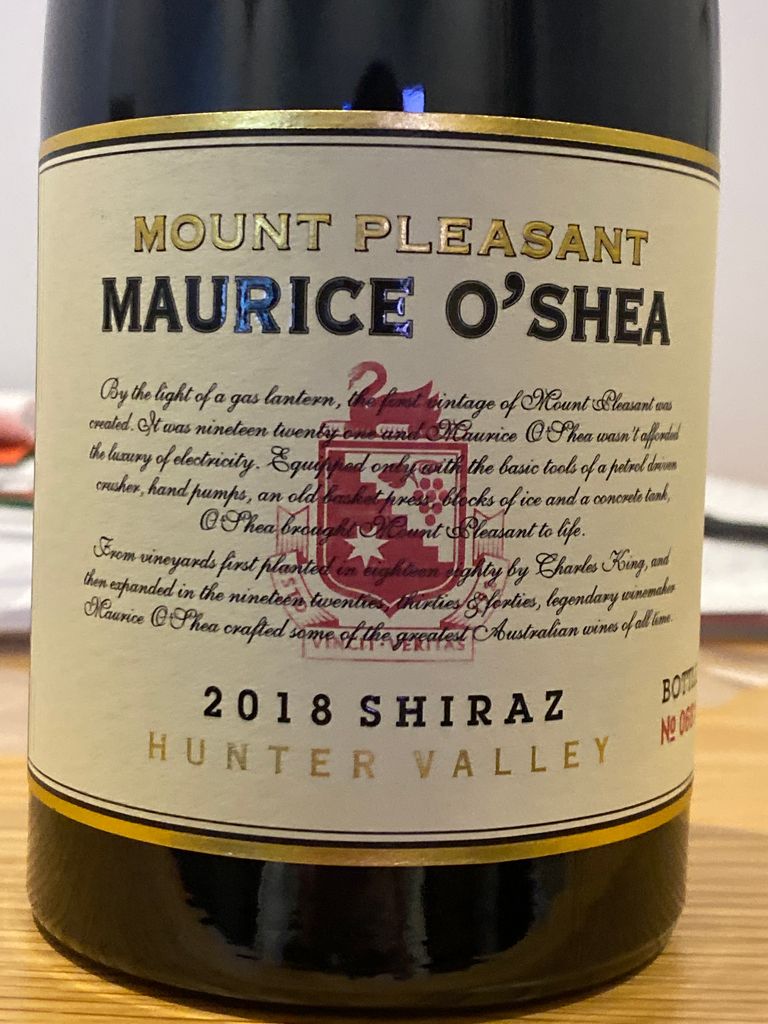 MOUNT PLEASANT
MAURICE O'SHEA
By the light of a gas lantern, the first vintage of Mount Pleasant was
created. It was nineteen twenty one and Maurice O'Shea wasn't afforded
the luxury of electricity. Equipped only with the basic tools of a petrol driven
crusher, hand pumps, an old basket press, blocks of ice and a concrete tank,
O'Shea brought Mount Pleasant to life.
From vineyards first planted in eighteen eighty by Charles King, and
then expanded in the nineteen twenties, thirties & forties, legendary winemaker
Maurice O'Shea crafted some of the greatest Australian wines of all time.
VINCIT·VERITAS
2018 SHIRAZ
HUNTER VALLEY
Nº